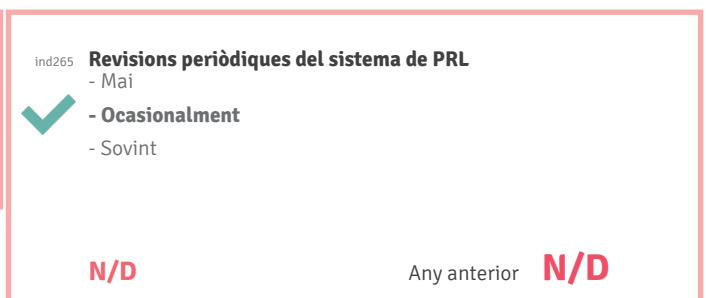 ind265 Revisions periòdiques del sistema de PRL
- Mai
- Ocasionalment
- Sovint
N/D Any anterior N/D